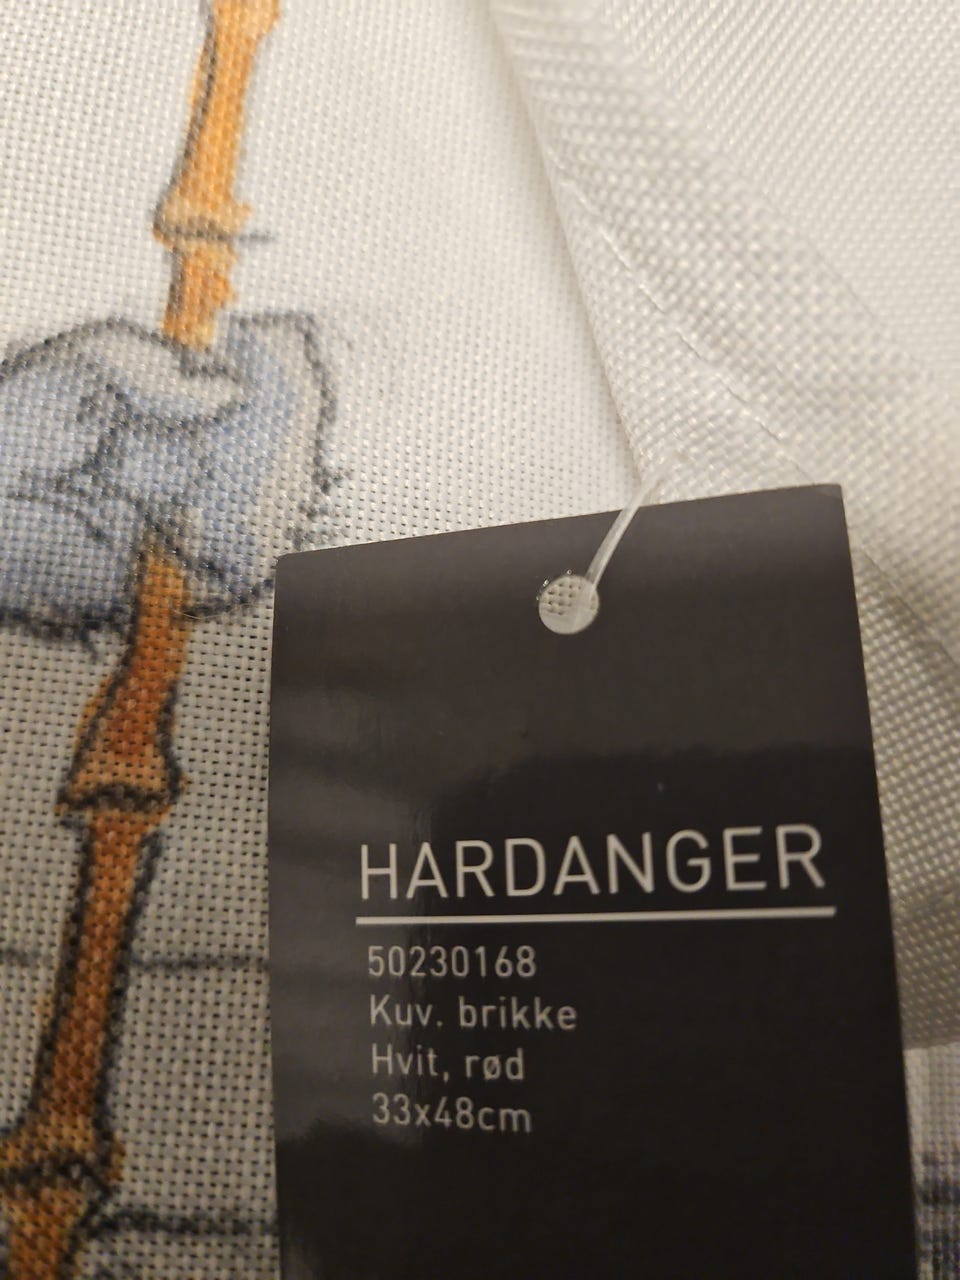 HARDANGER
50230168
Kuv. brikke
Hvit, rød
33x48cm